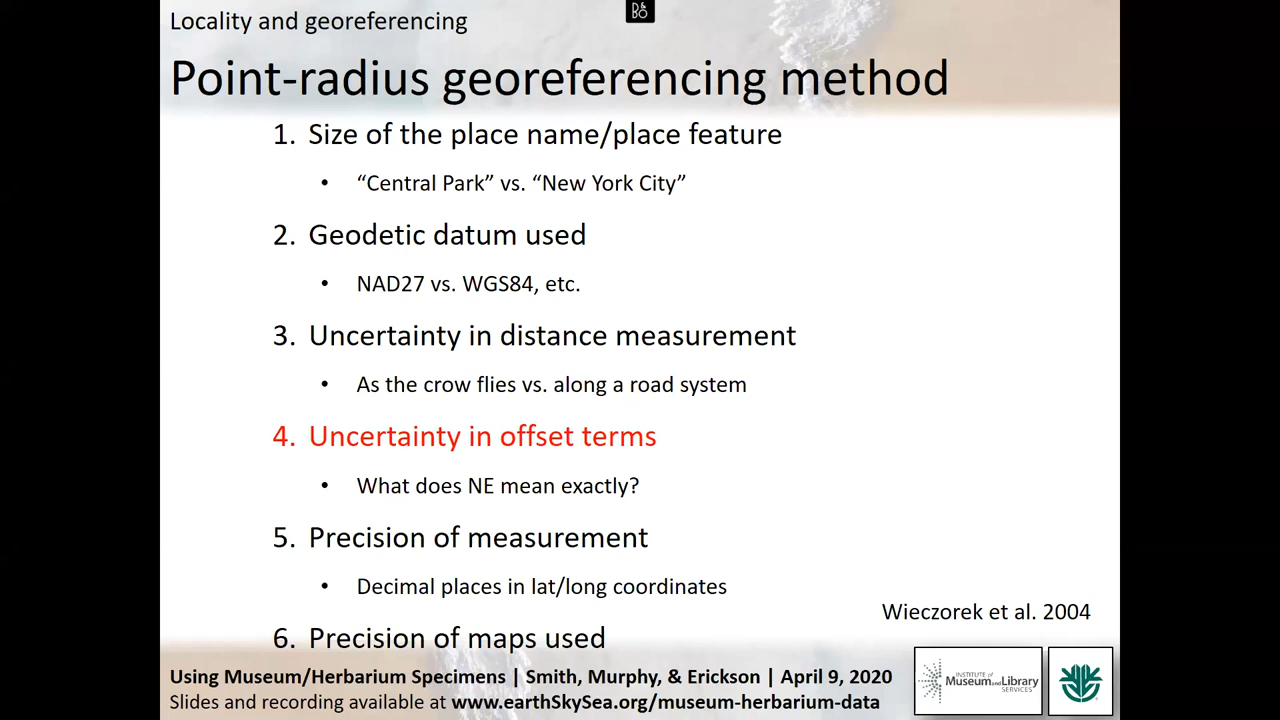 Locality and georeferencing
B&O
Point-radius georeferencing method
1. Size of the place name/place feature
• “Central Park” vs. “New York City”
2. Geodetic datum used
• NAD27 vs. WGS84, etc.
3. Uncertainty in distance measurement
• As the crow flies vs. along a road system
4. Uncertainty in offset terms
• What does NE mean exactly?
5. Precision of measurement
• Decimal places in lat/long coordinates
Wieczorek et al. 2004
6. Precision of maps used
Using Museum/Herbarium Specimens | Smith, Murphy, & Erickson | April 9, 2020
Slides and recording available at www.earthSkySea.org/museum-herbarium-data
INSTITUTE of
Museum and Library
SERVICES